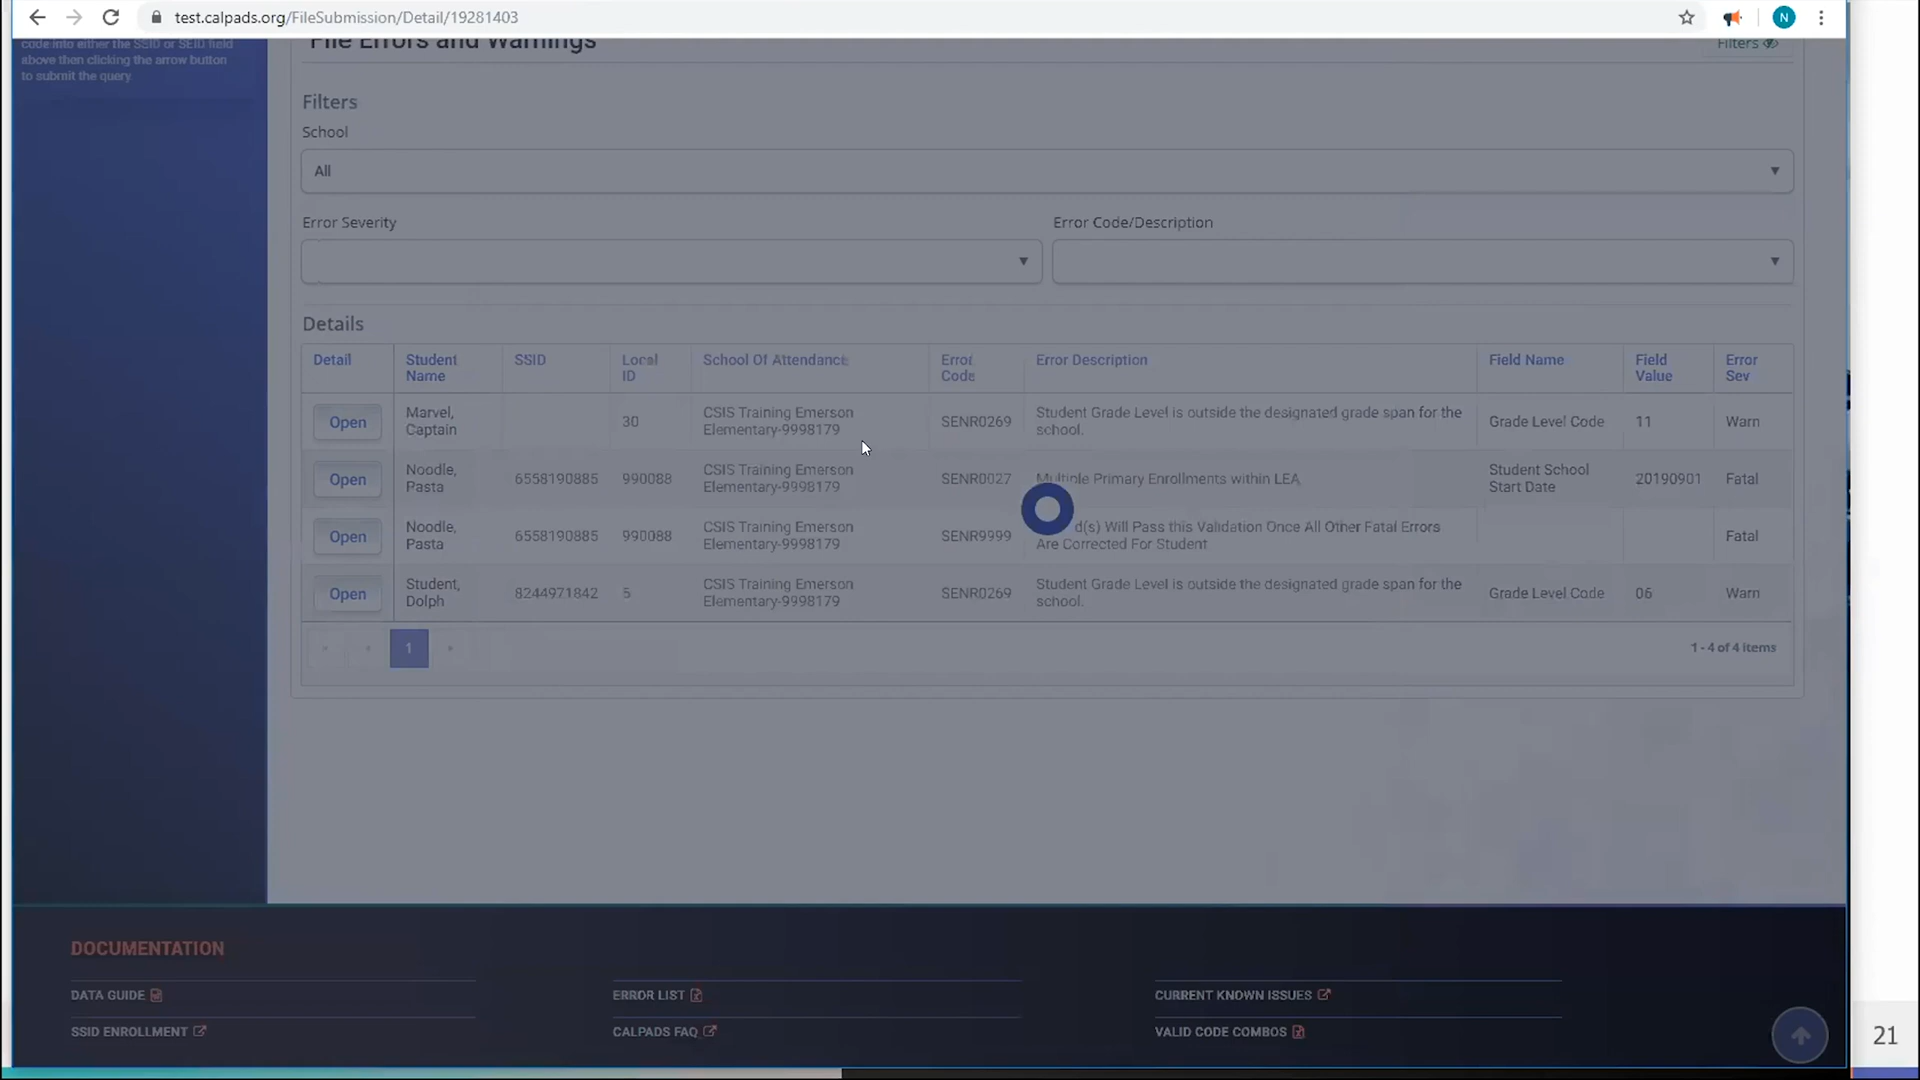 test.calpads.org/FileSubmission/Detail/19281403
N
code into either the SSID or SEID field
above then clicking the arrow button
to submit the query.
File Errors and Warnings
Filters
Filters
School
All
Error Severity
Error Code/Description
Details
Detail Student Name SSID Local ID School Of Attendance Error Code Error Description Field Name Field Value Error Sev
Open Marvel, Captain 30 CSIS Training Emerson Elementary-9998179 SENR0269 Student Grade Level is outside the designated grade span for the school. Grade Level Code 11 Warn
Open Noodle, Pasta 6558190885 990088 CSIS Training Emerson Elementary-9998179 SENR0027 Multiple Primary Enrollments within LEA Student School Start Date 20190901 Fatal
Open Noodle, Pasta 6558190885 990088 CSIS Training Emerson Elementary-9998179 SENR9999 d(s) Will Pass this Validation Once All Other Fatal Errors Are Corrected For Student Fatal
Open Student, Dolph 8244971842 5 CSIS Training Emerson Elementary-9998179 SENR0269 Student Grade Level is outside the designated grade span for the school. Grade Level Code 06 Warn
1
1 - 4 of 4 items
DOCUMENTATION
DATA GUIDE
ERROR LIST
CURRENT KNOWN ISSUES
SSID ENROLLMENT
CALPADS FAQ
VALID CODE COMBOS
21